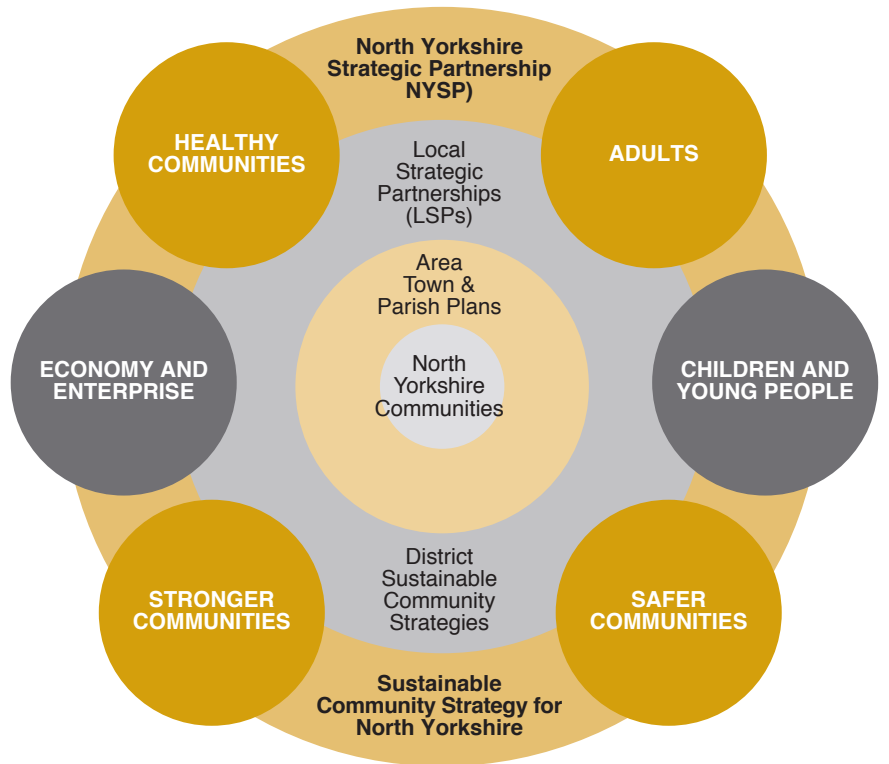 North Yorkshire
Strategic Partnership
NYSP)
HEALTHY
COMMUNITIES
ADULTS
Local
Strategic
Partnerships
(LSPs)
Area
Town &
Parish Plans
ECONOMY AND
ENTERPRISE
North
Yorkshire
Communities
CHILDREN AND
YOUNG PEOPLE
District
Sustainable
Community
Strategies
STRONGER
COMMUNITIES
SAFER
COMMUNITIES
Sustainable
Community Strategy for
North Yorkshire